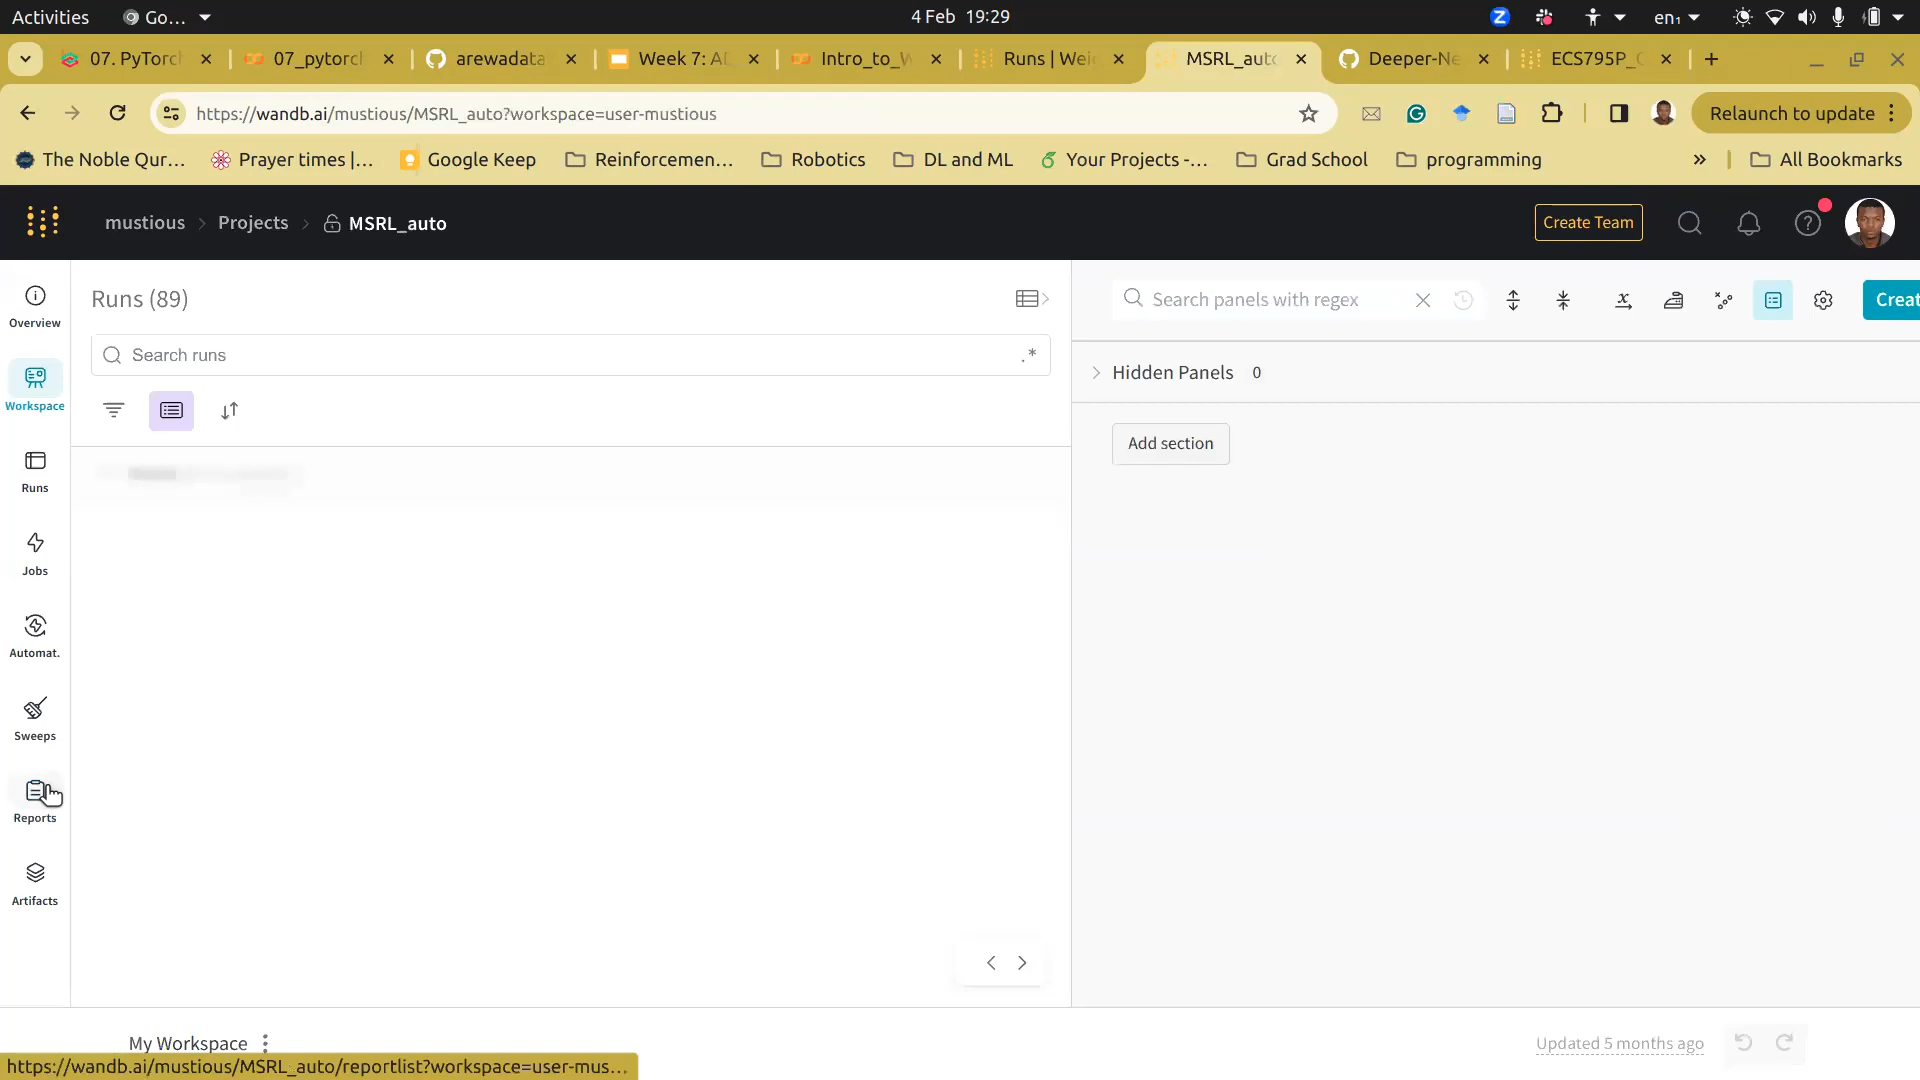 Activities
Go…
4 Feb 19:29
en₁
07. PyTorch
07_pytorch
arewadata
Week 7: A
Intro_to_W
Runs | Wei
MSRL_auto
Deeper-Ne
ECS795P_
https://wandb.ai/mustious/MSRL_auto?workspace=user-mustious
Relaunch to update
The Noble Qur…
Prayer times |…
Google Keep
Reinforcemen…
Robotics
DL and ML
Your Projects -…
Grad School
programming
All Bookmarks
mustious
Projects
MSRL_auto
Create Team
Overview
Workspace
Runs
Jobs
Automat.
Sweeps
Reports
Artifacts
Runs (89)
Search runs
.*
Search panels with regex
Creat
Hidden Panels 0
Add section
My Workspace
Updated 5 months ago
https://wandb.ai/mustious/MSRL_auto/reportlist?workspace=user-mus…